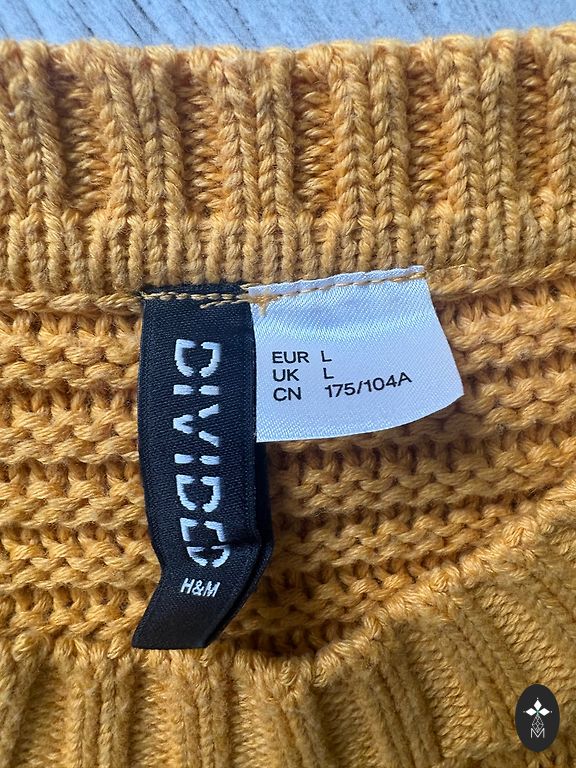 DIVIDED
H&M
EUR L
UK L
CN 175/104A
M